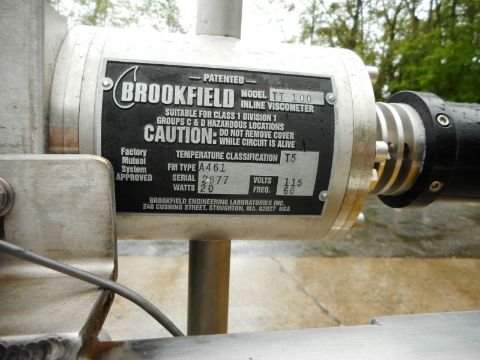 — PATENTED —
BROOKFIELD MODEL TT 100
INLINE VISCOMETER
SUITABLE FOR CLASS 1 DIVISION 1
GROUPS C & D HAZARDOUS LOCATIONS
CAUTION: DO NOT REMOVE COVER
WHILE CIRCUIT IS ALIVE
Factory Mutual System APPROVED
TEMPERATURE CLASSIFICATION T5
FM TYPE A461
SERIAL 2877 VOLTS 115
WATTS 20 FREQ. 60
BROOKFIELD ENGINEERING LABORATORIES INC.
240 CUSHING STREET, STOUGHTON, MA. 02027 USA